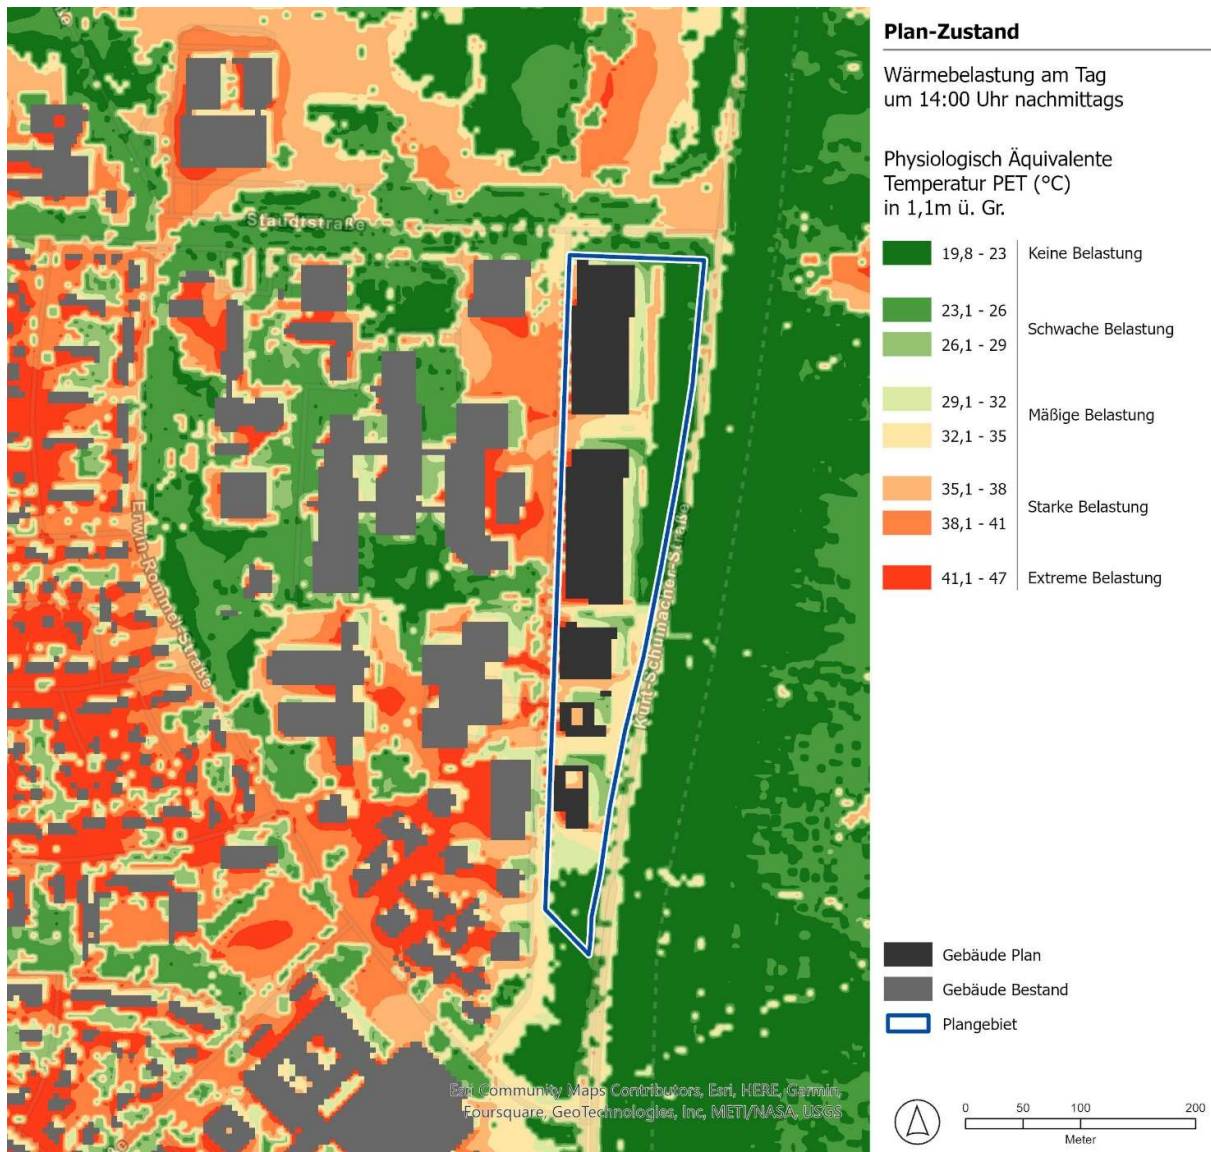 Plan-Zustand
Wärmebelastung am Tag
um 14:00 Uhr nachmittags
Physiologisch Äquivalente
Temperatur PET (°C)
in 1,1m ü. Gr.
19,8 - 23 Keine Belastung
23,1 - 26
Schwache Belastung
26,1 - 29
29,1 - 32
Mäßige Belastung
32,1 - 35
35,1 - 38
Starke Belastung
38,1 - 41
41,1 - 47 Extreme Belastung
Gebäude Plan
Gebäude Bestand
Plangebiet
0 50 100 200
Meter
Staudtstraße
Erwin-Rommel-Straße
Kurt-Schumacher-Straße
Esri Community Maps Contributors, Esri, HERE, Garmin,
Foursquare, GeoTechnologies, Inc, METI/NASA, USGS